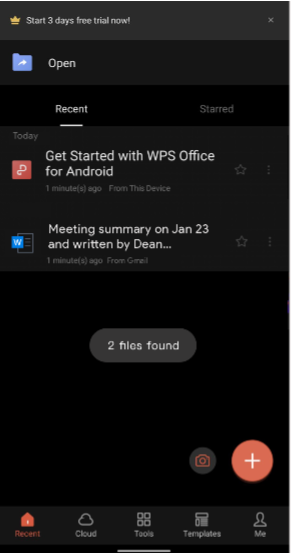 Start 3 days free trial now!
Open
Recent Starred
Today
Get Started with WPS Office
for Android
1 minute(s) ago From This Device
W
Meeting summary on Jan 23
and written by Dean...
1 minute(s) ago From Gmail
2 files found
Recent Cloud Tools Templates Me